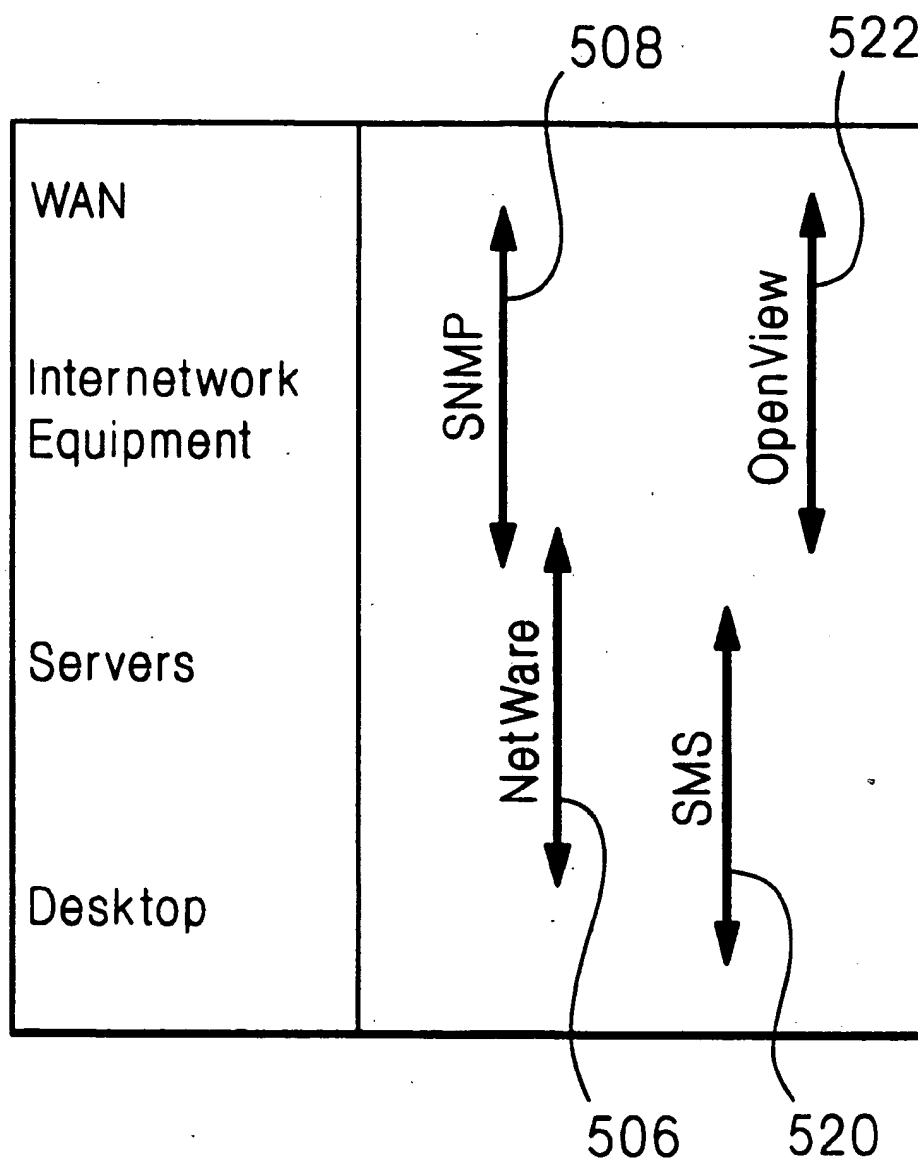 508
522
WAN
Internetwork
Equipment
Servers
Desktop
SNMP
OpenView
NetWare
SMS
506
520